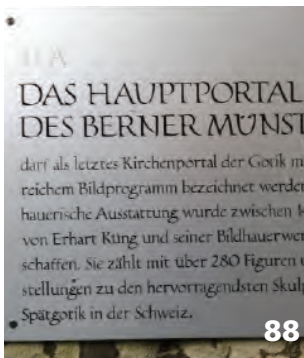 DAS HAUPTPORTAL
DES BERNER MÜNST
darf als letztes Kirchenportal der Gotik m
reichem Bildprogramm bezeichnet werde
hauerische Ausstattung wurde zwischen
von Erhart Küng und seiner Bildhauerwer
schaffen. Sie zählt mit über 280 Figuren
stellungen zu den hervorragendsten Skul
Spätgotik in der Schweiz.
88